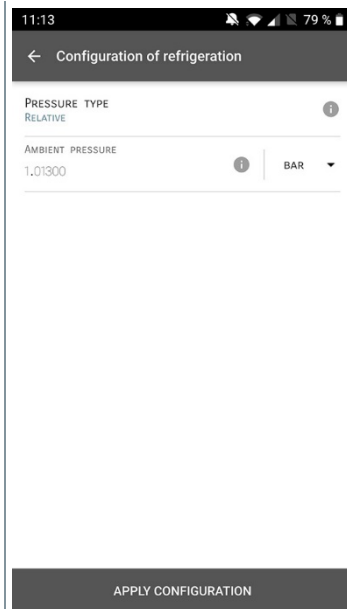 11:13 79 %
Configuration of refrigeration
PRESSURE TYPE
RELATIVE
AMBIENT PRESSURE
1.01300 BAR
APPLY CONFIGURATION